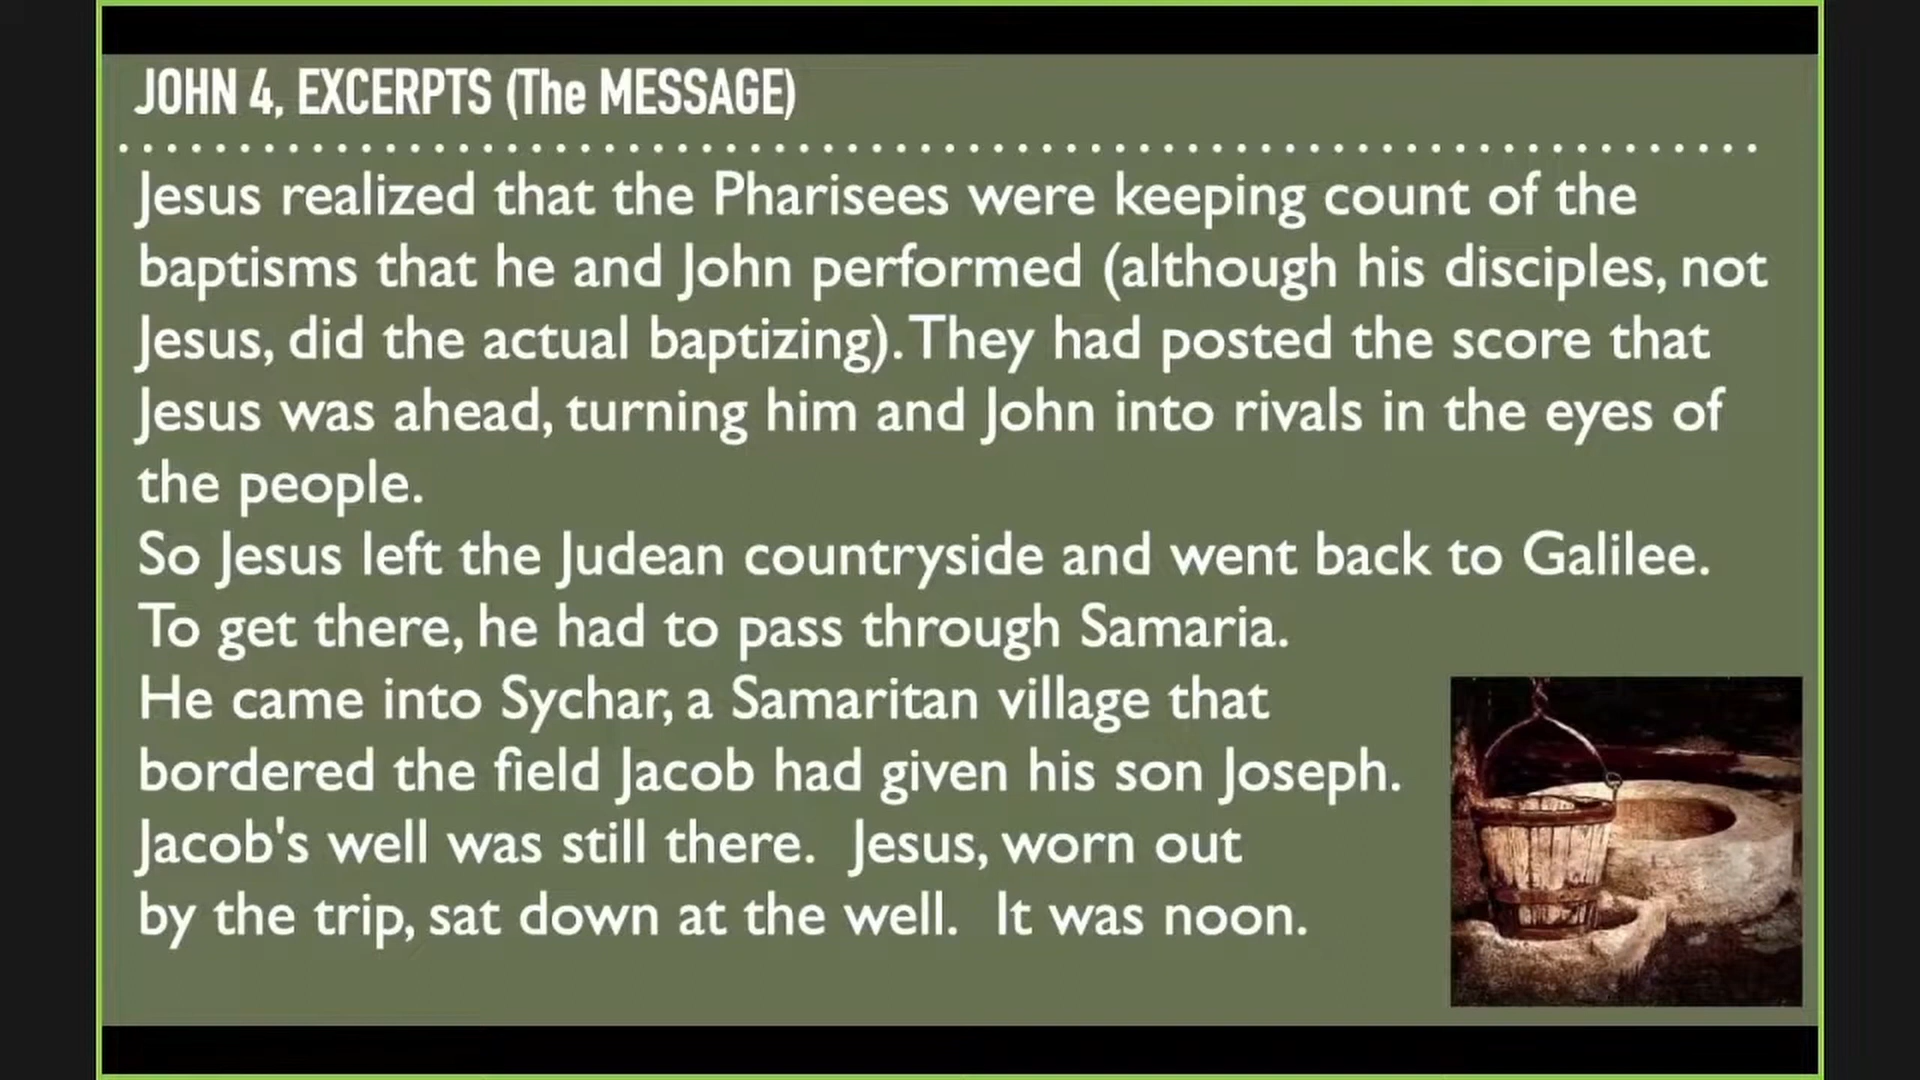 JOHN 4, EXCERPTS (The MESSAGE)
Jesus realized that the Pharisees were keeping count of the
baptisms that he and John performed (although his disciples, not
Jesus, did the actual baptizing). They had posted the score that
Jesus was ahead, turning him and John into rivals in the eyes of
the people.
So Jesus left the Judean countryside and went back to Galilee.
To get there, he had to pass through Samaria.
He came into Sychar, a Samaritan village that
bordered the field Jacob had given his son Joseph.
Jacob's well was still there.  Jesus, worn out
by the trip, sat down at the well.  It was noon.